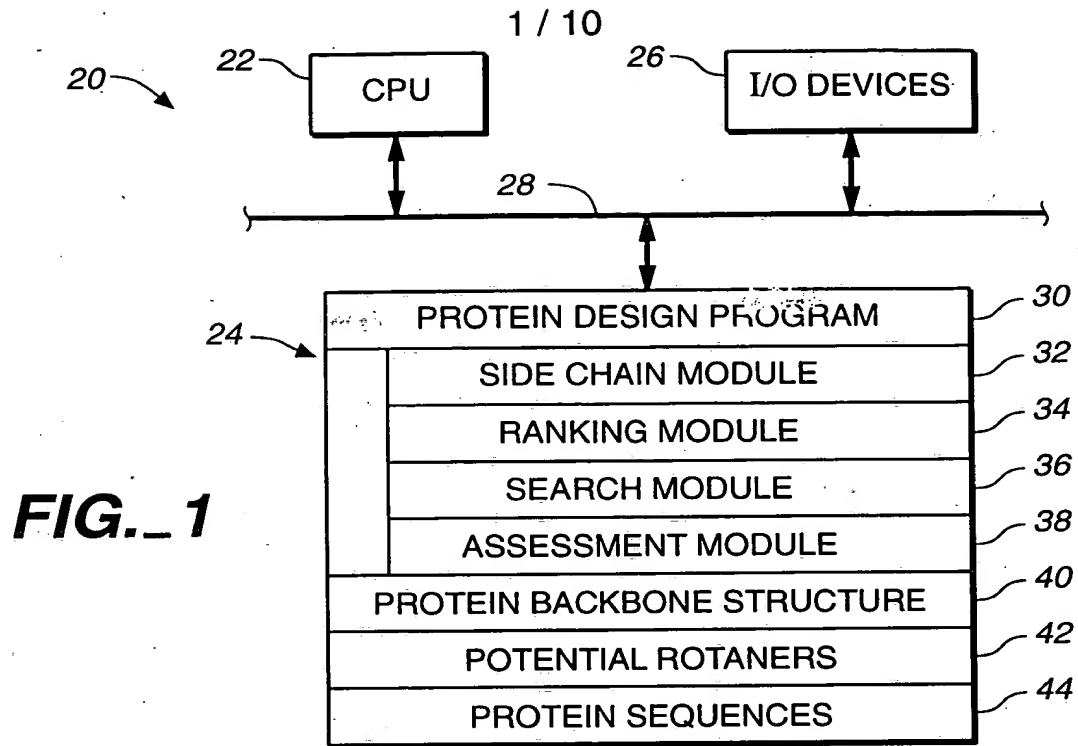 1 / 10
20
22
CPU
26
I/O DEVICES
28
24
PROTEIN DESIGN PROGRAM
30
SIDE CHAIN MODULE
32
RANKING MODULE
34
SEARCH MODULE
36
ASSESSMENT MODULE
38
PROTEIN BACKBONE STRUCTURE
40
POTENTIAL ROTANERS
42
PROTEIN SEQUENCES
44
FIG._1